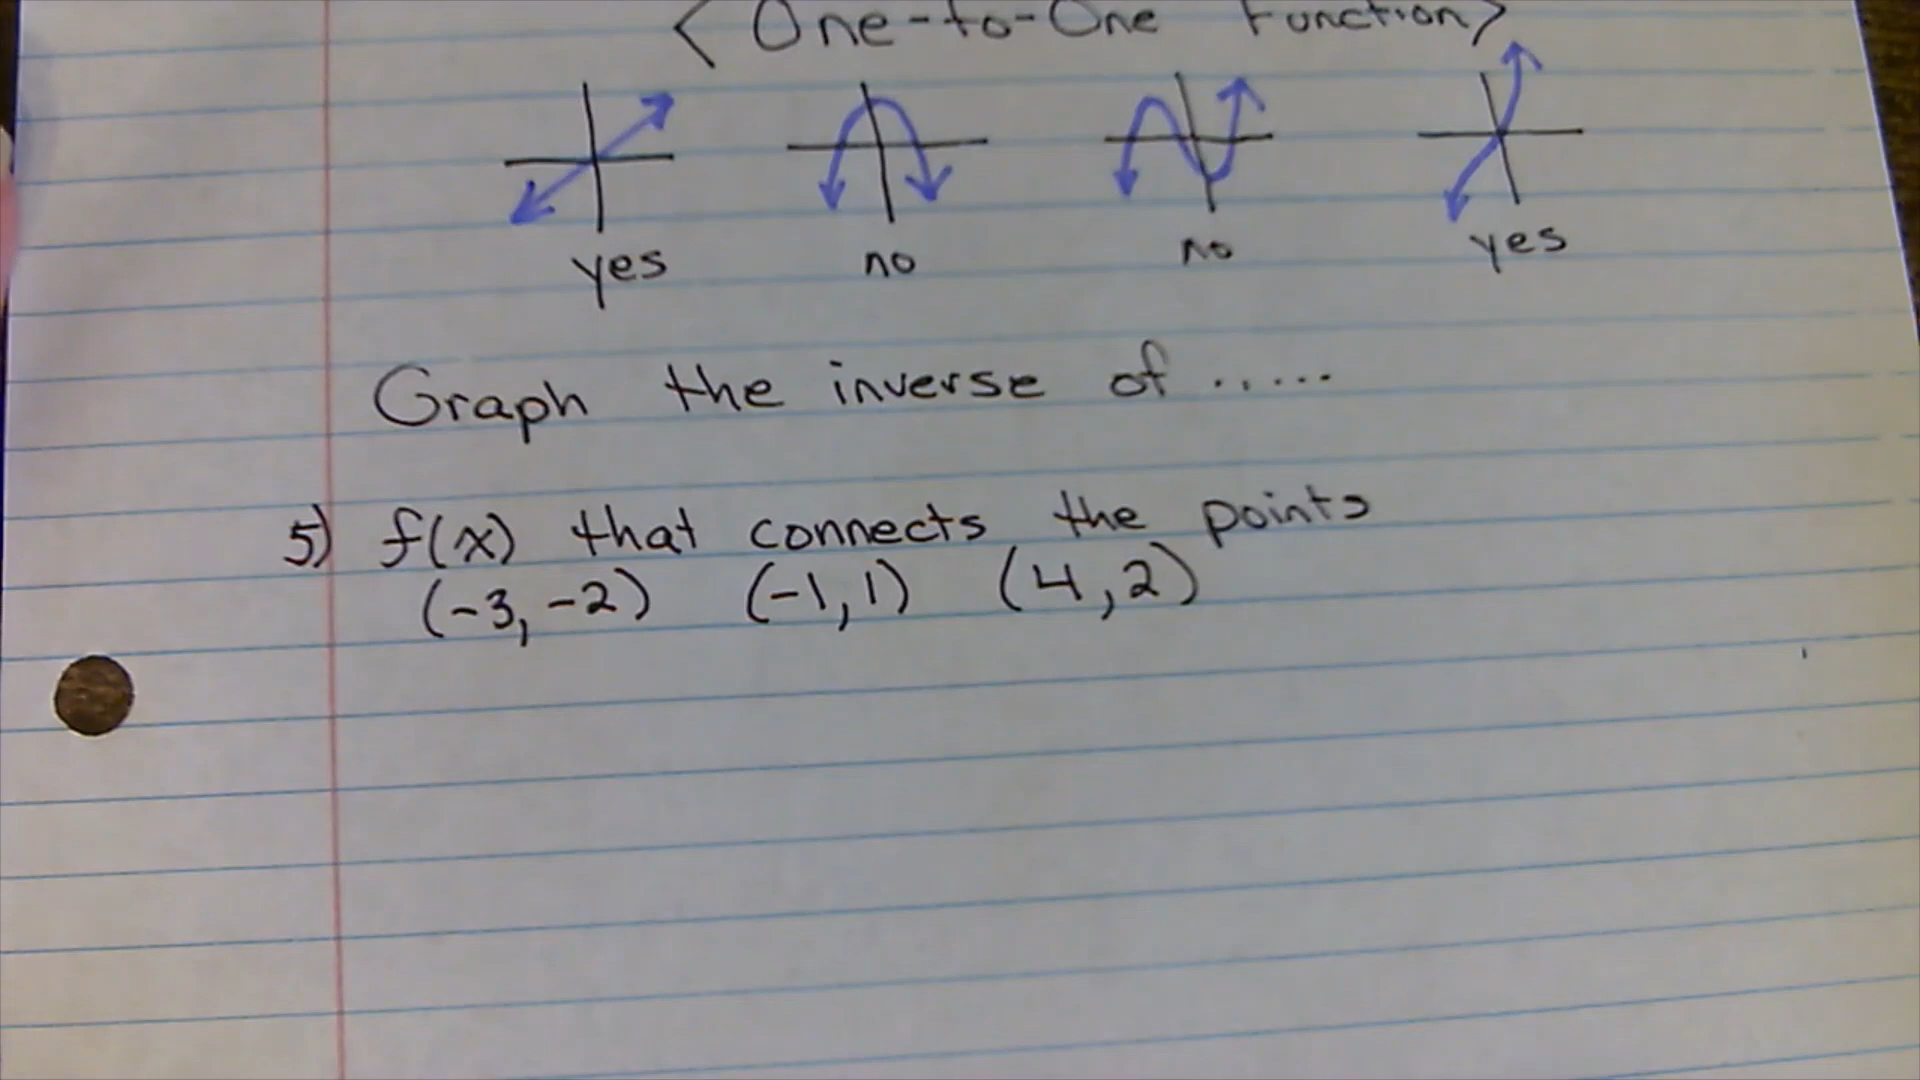 <One-to-One Function>
yes no no yes
Graph the inverse of .....
5) f(x) that connects the points
(-3,-2) (-1,1) (4,2)